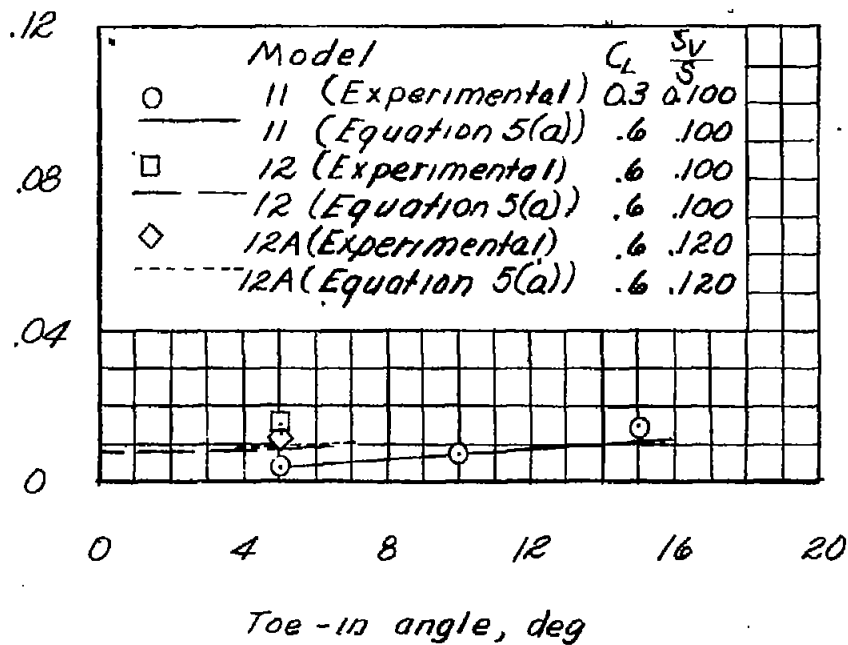 .12
Model C_L S_V/S
11 (Experimental) 0.3 0.100
11 (Equation 5(a)) .6 .100
.08
12 (Experimental) .6 .100
12 (Equation 5(a)) .6 .100
12A (Experimental) .6 .120
12A (Equation 5(a)) .6 .120
.04
0
0 4 8 12 16 20
Toe-in angle, deg